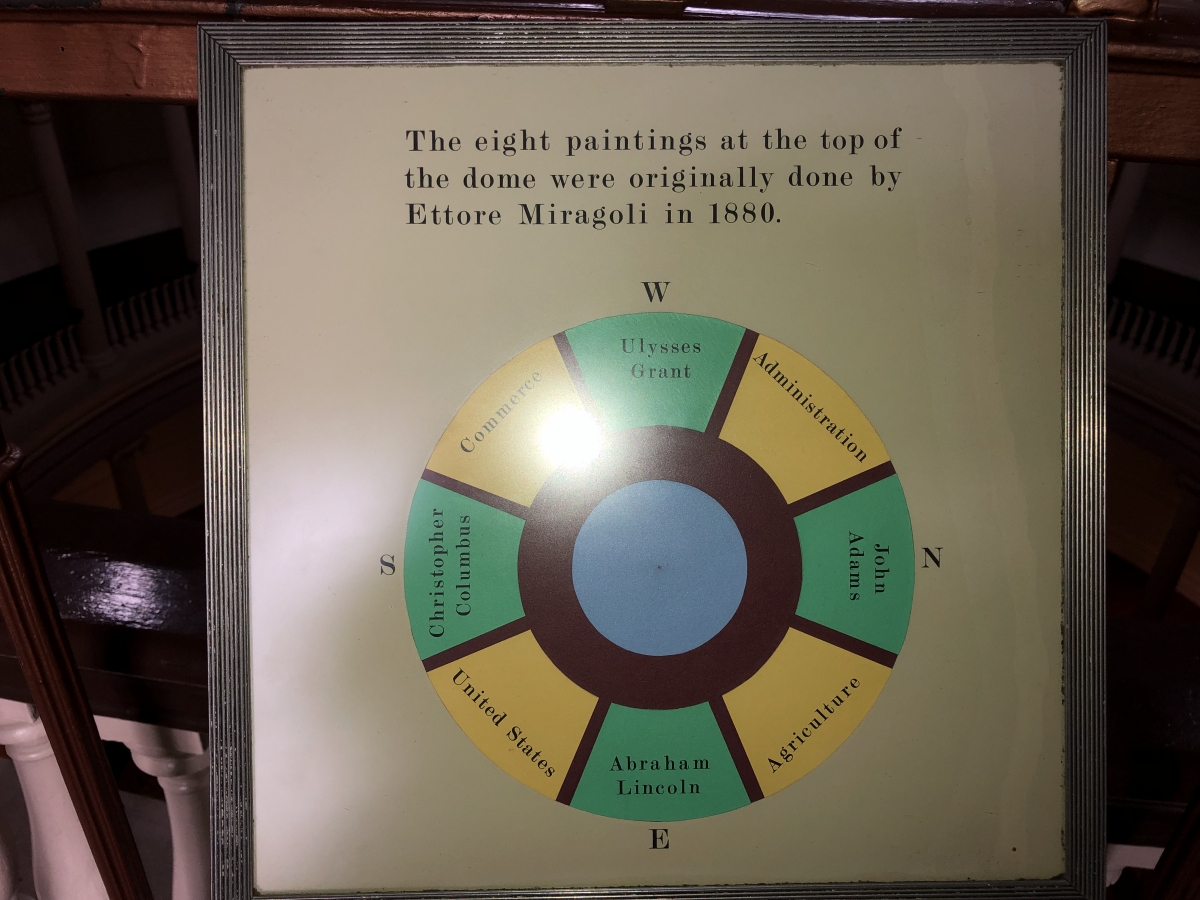 The eight paintings at the top of
the dome were originally done by
Ettore Miragoli in 1880.
W
Ulysses
Grant
Commerce
Administration
S
Christopher
Columbus
John
Adams
N
United States
Agriculture
Abraham
Lincoln
E